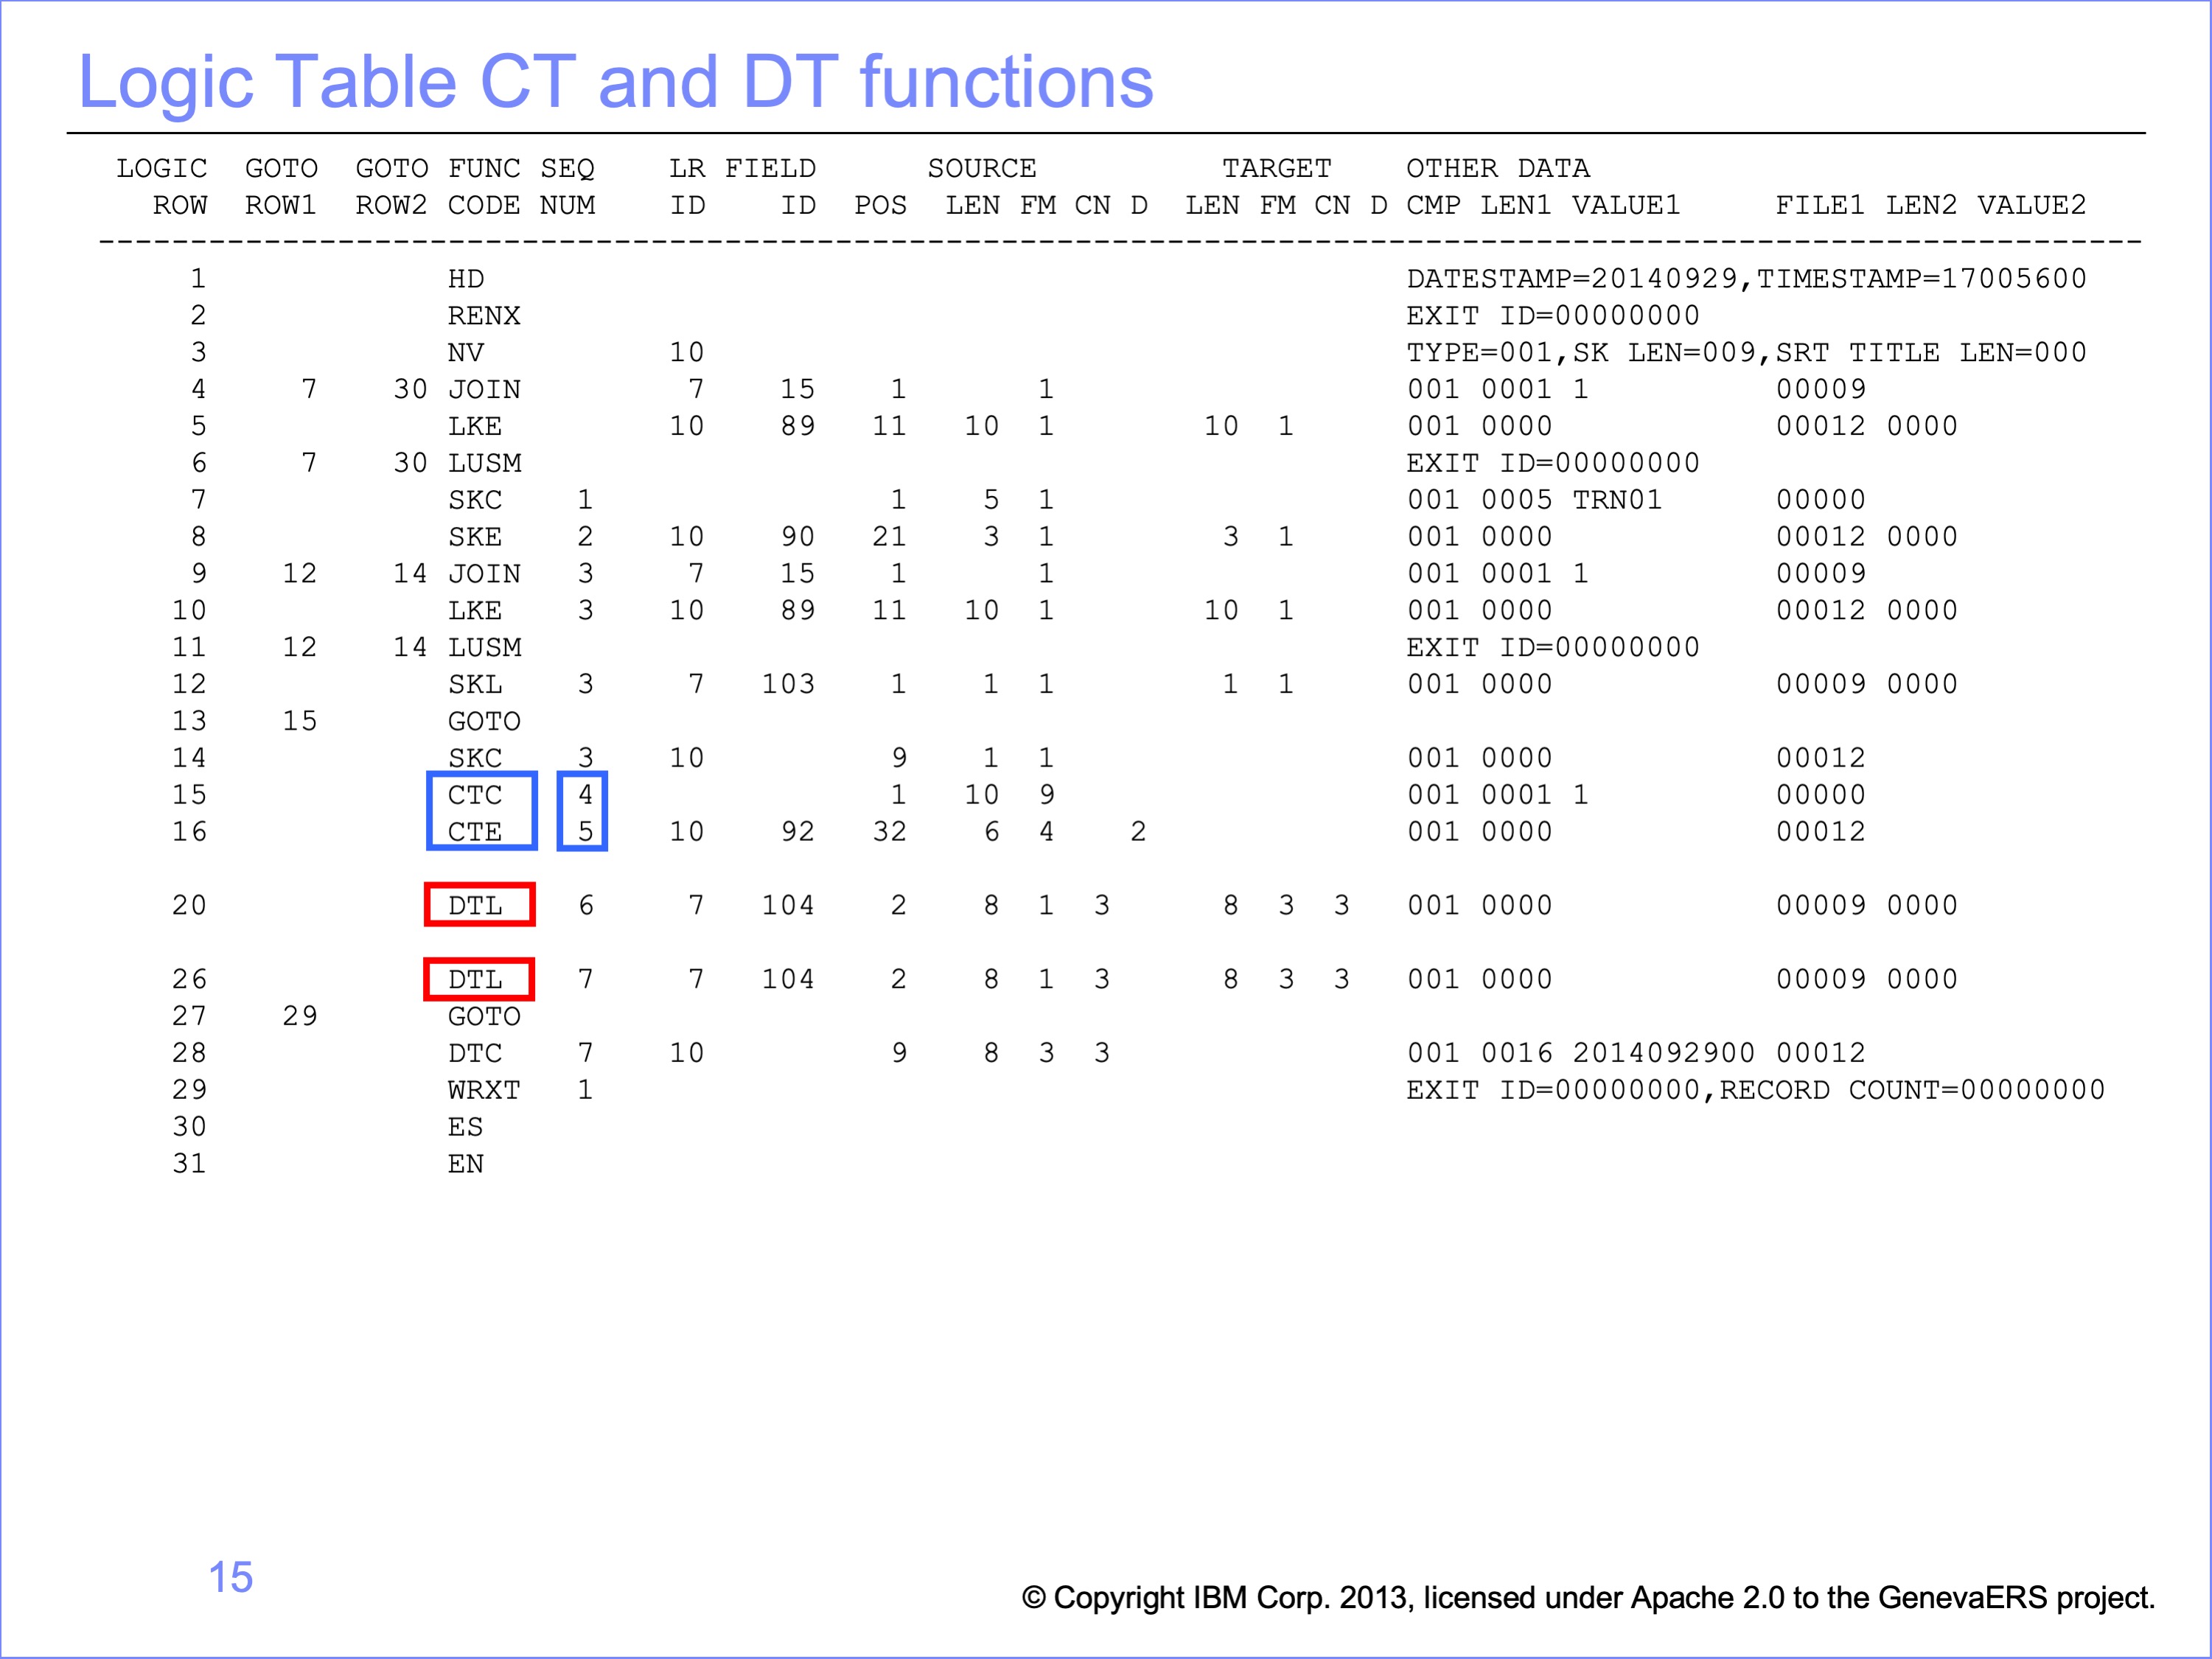 Logic Table CT and DT functions
LOGIC GOTO GOTO FUNC SEQ LR FIELD SOURCE TARGET OTHER DATA
ROW ROW1 ROW2 CODE NUM ID ID POS LEN FM CN D LEN FM CN D CMP LEN1 VALUE1 FILE1 LEN2 VALUE2
---------------------------------------------------------------------------------------------------------------
1 HD DATESTAMP=20140929,TIMESTAMP=17005600
2 RENX EXIT ID=00000000
3 NV 10 TYPE=001,SK LEN=009,SRT TITLE LEN=000
4 7 30 JOIN 7 15 1 1 001 0001 1 00009
5 LKE 10 89 11 10 1 10 1 001 0000 00012 0000
6 7 30 LUSM EXIT ID=00000000
7 SKC 1 1 5 1 001 0005 TRN01 00000
8 SKE 2 10 90 21 3 1 3 1 001 0000 00012 0000
9 12 14 JOIN 3 7 15 1 1 001 0001 1 00009
10 LKE 3 10 89 11 10 1 10 1 001 0000 00012 0000
11 12 14 LUSM EXIT ID=00000000
12 SKL 3 7 103 1 1 1 1 1 001 0000 00009 0000
13 15 GOTO
14 SKC 3 10 9 1 1 001 0000 00012
15 CTC 4 1 10 9 001 0001 1 00000
16 CTE 5 10 92 32 6 4 2 001 0000 00012
20 DTL 6 7 104 2 8 1 3 8 3 3 001 0000 00009 0000
26 DTL 7 7 104 2 8 1 3 8 3 3 001 0000 00009 0000
27 29 GOTO
28 DTC 7 10 9 8 3 3 001 0016 2014092900 00012
29 WRXT 1 EXIT ID=00000000,RECORD COUNT=00000000
30 ES
31 EN
15
© Copyright IBM Corp. 2013, licensed under Apache 2.0 to the GenevaERS project.